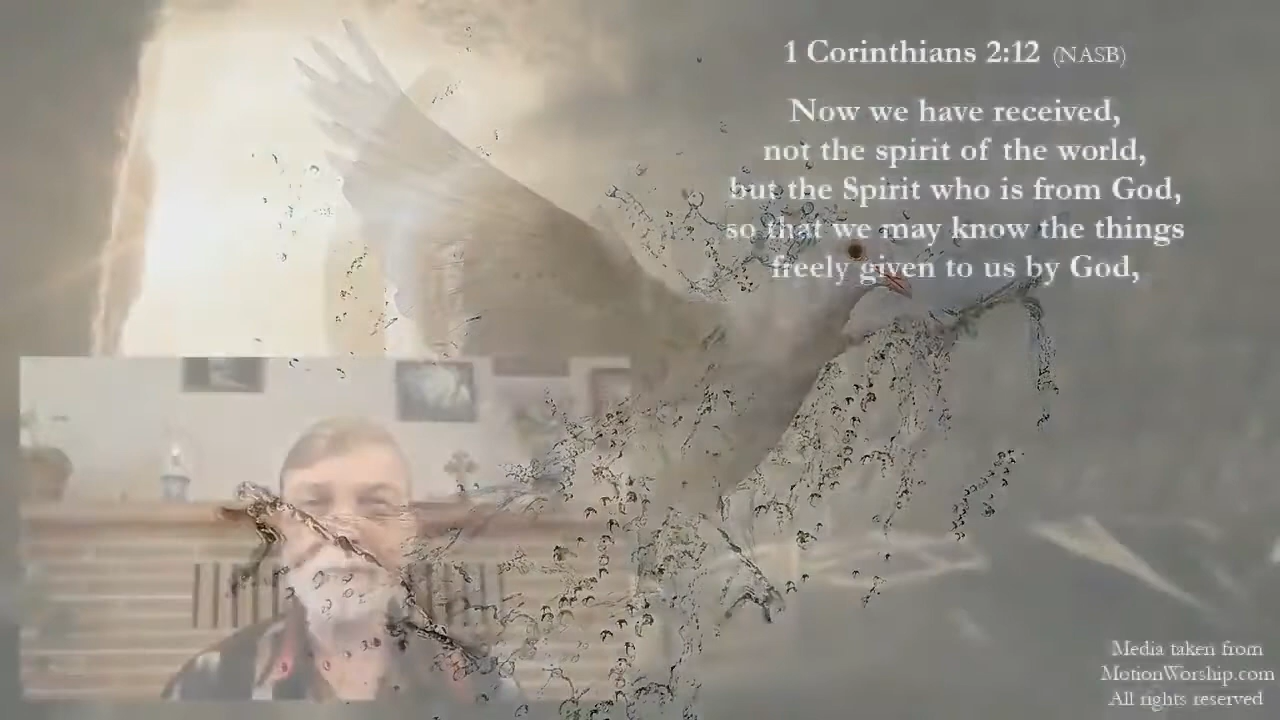 1 Corinthians 2:12 (NASB)
Now we have received,
not the spirit of the world,
but the Spirit who is from God,
so that we may know the things
freely given to us by God,
Media taken from
MotionWorship.com
All rights reserved